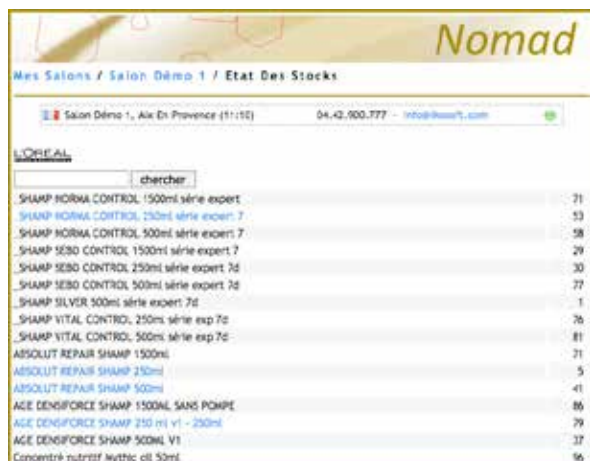 Nomad
Mes Salons / Salon Démo 1 / Etat Des Stocks
Salon Démo 1, Aix En Provence (11:10) 04.42.900.777 - info@ikosoft.com
L'ORÉAL
chercher
_SHAMP NORMA CONTROL 1500ml série expert 71
_SHAMP NORMA CONTROL 250ml série expert 7 53
_SHAMP NORMA CONTROL 500ml série expert 7 58
_SHAMP SEBO CONTROL 1500ml série expert 7 29
_SHAMP SEBO CONTROL 250ml série expert 7d 30
_SHAMP SEBO CONTROL 500ml série expert 7d 77
_SHAMP SILVER 500ml série expert 7d 1
_SHAMP VITAL CONTROL 250ml série exp 7d 76
_SHAMP VITAL CONTROL 500ml série exp 7d 81
ABSOLUT REPAIR SHAMP 1500ml 71
ABSOLUT REPAIR SHAMP 250ml 5
ABSOLUT REPAIR SHAMP 500ml 41
AGE DENSIFORCE SHAMP 1500ML SANS POMPE 86
AGE DENSIFORCE SHAMP 250 ml v1 - 250ml 79
AGE DENSIFORCE SHAMP 500ML V1 37
Concentré nutritif Mythic oil 50ml 96